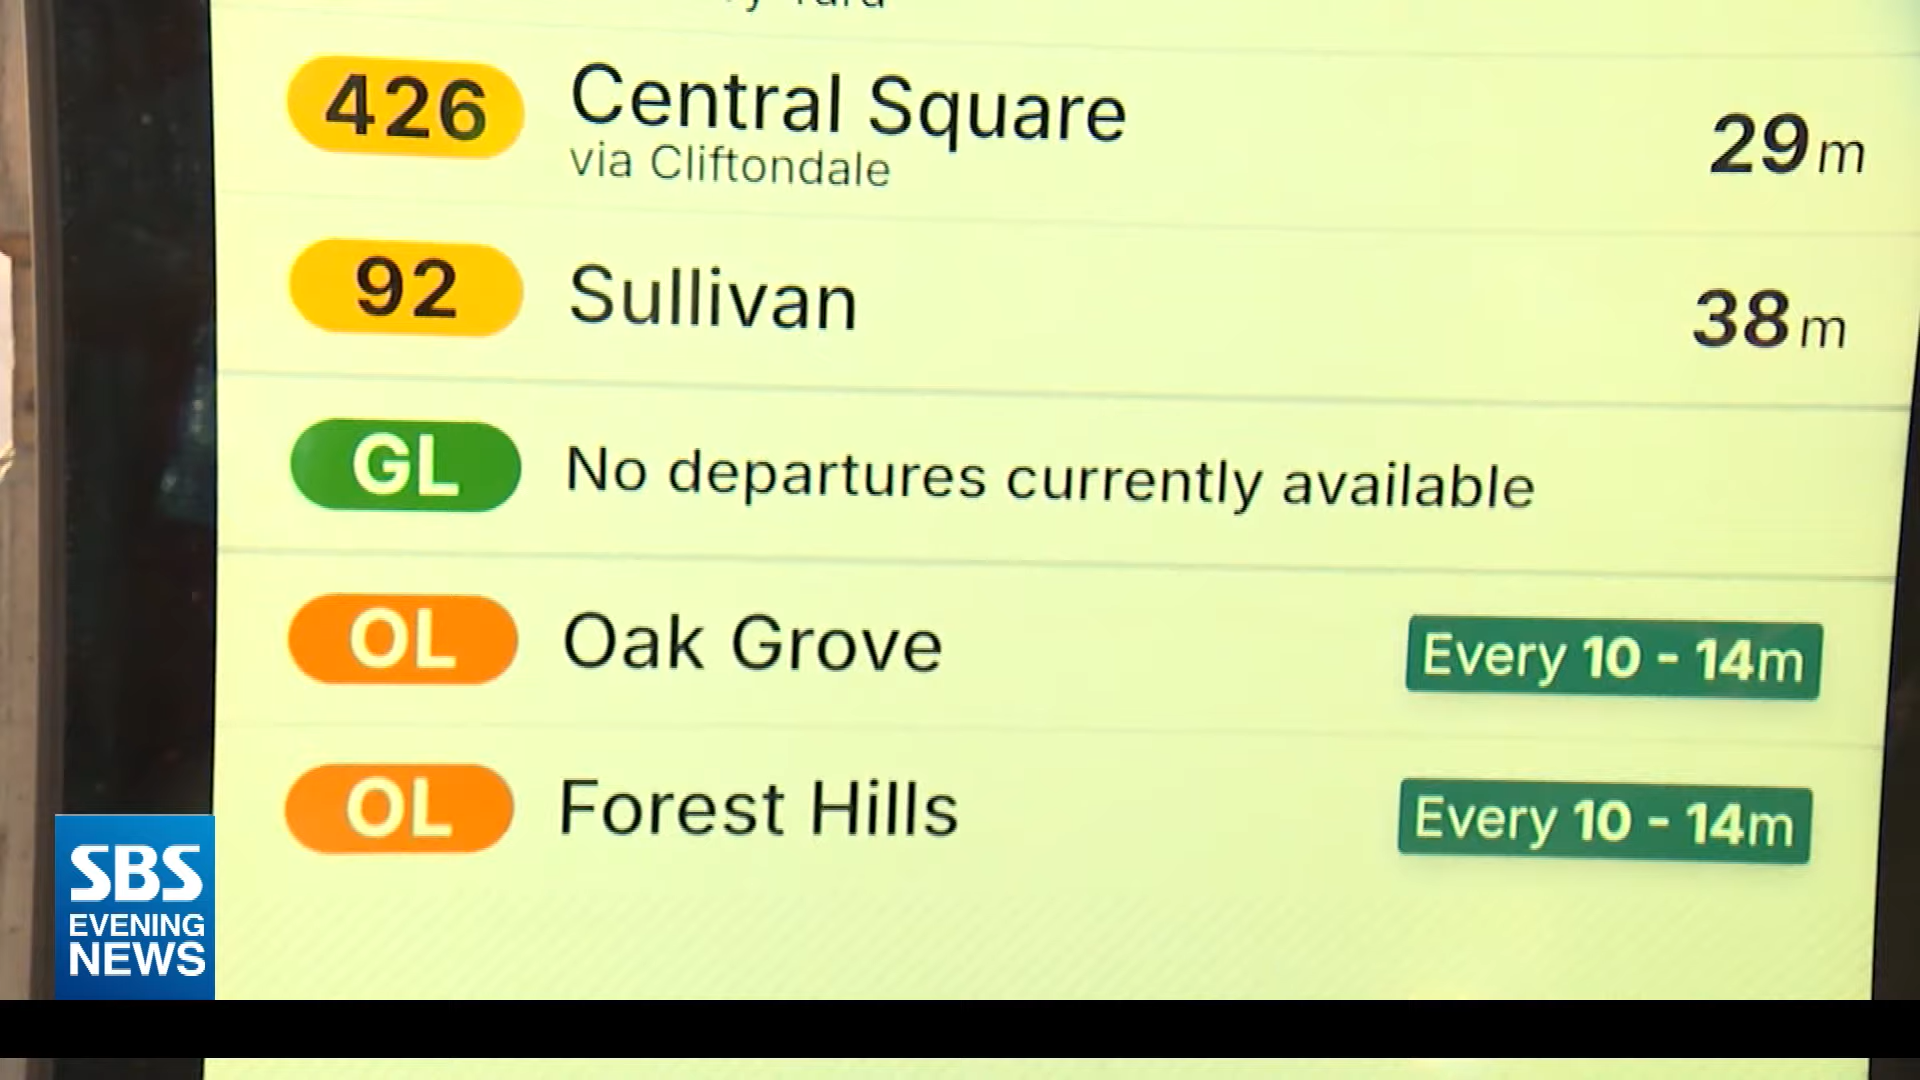 426 Central Square 29m
via Cliftondale
92 Sullivan 38m
GL No departures currently available
OL Oak Grove Every 10 - 14m
OL Forest Hills Every 10 - 14m
SBS
EVENING
NEWS